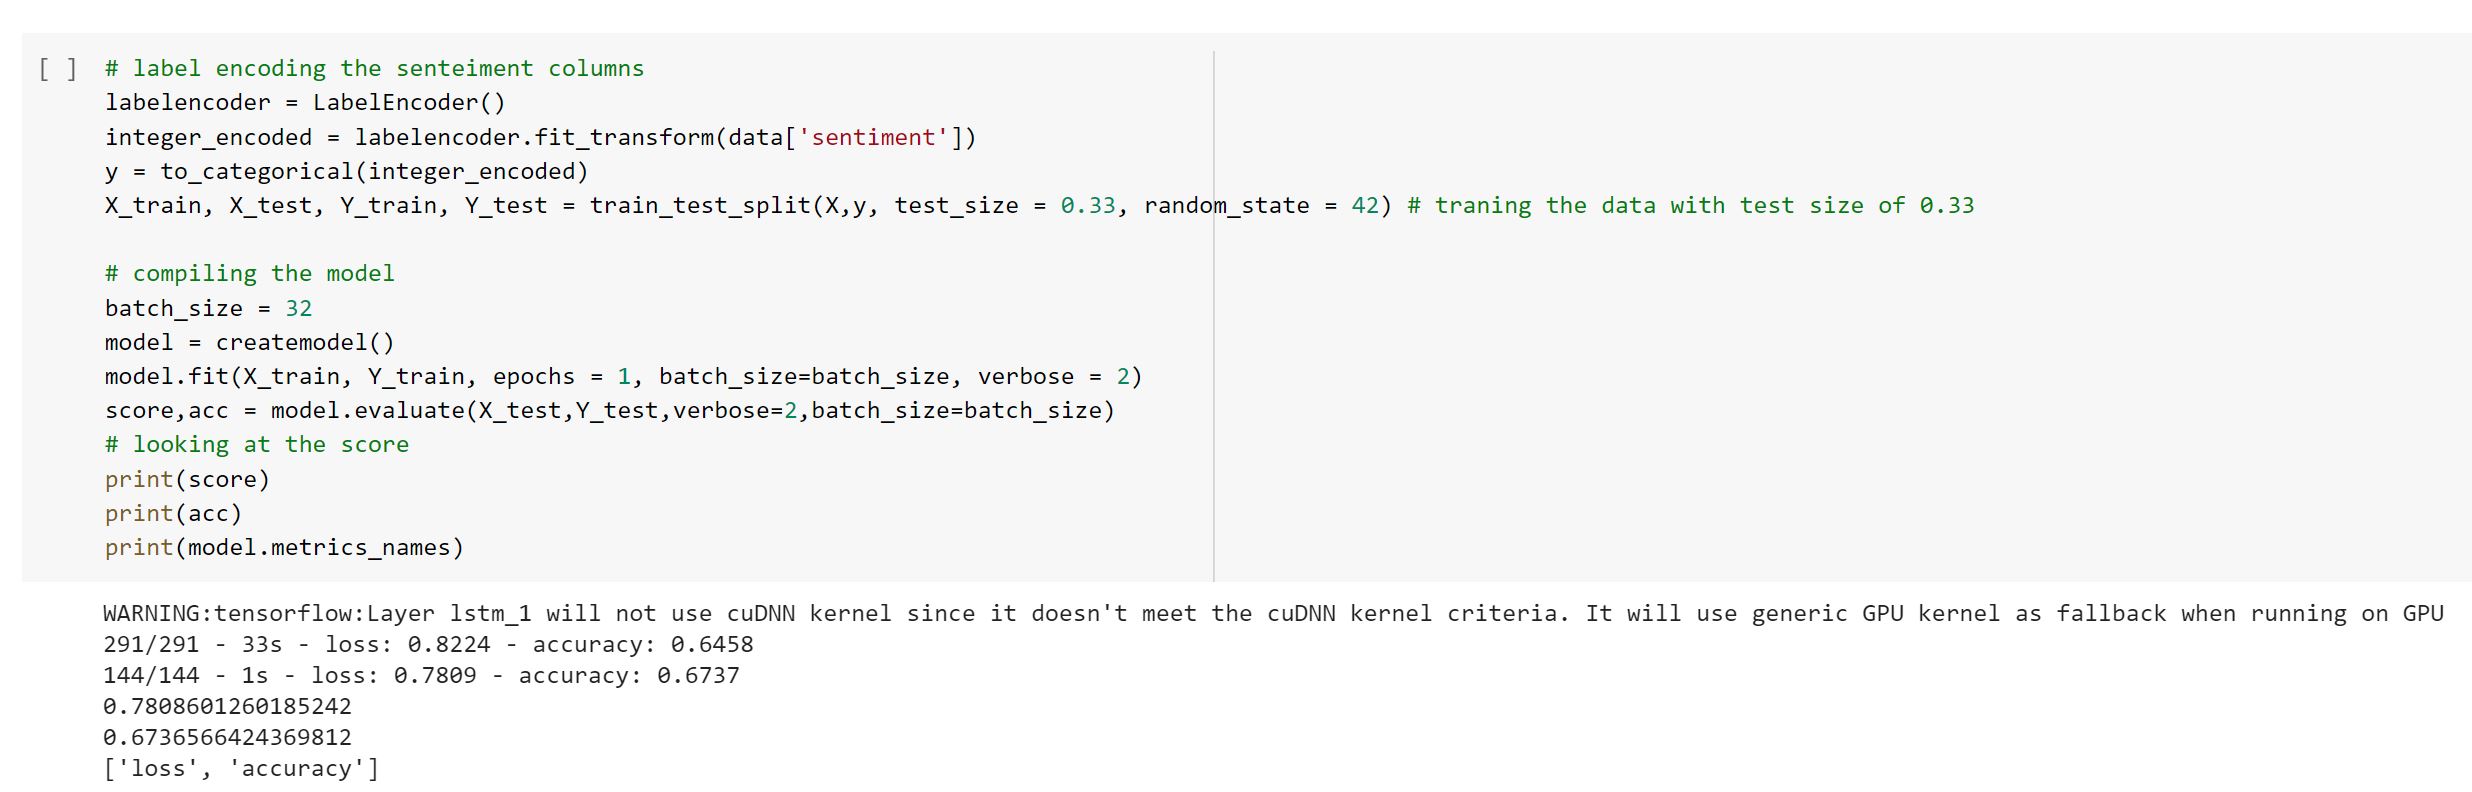 [ ] # label encoding the senteiment columns
labelencoder = LabelEncoder()
integer_encoded = labelencoder.fit_transform(data['sentiment'])
y = to_categorical(integer_encoded)
X_train, X_test, Y_train, Y_test = train_test_split(X,y, test_size = 0.33, random_state = 42) # traning the data with test size of 0.33
# compiling the model
batch_size = 32
model = createmodel()
model.fit(X_train, Y_train, epochs = 1, batch_size=batch_size, verbose = 2)
score,acc = model.evaluate(X_test,Y_test,verbose=2,batch_size=batch_size)
# looking at the score
print(score)
print(acc)
print(model.metrics_names)
WARNING:tensorflow:Layer lstm_1 will not use cuDNN kernel since it doesn't meet the cuDNN kernel criteria. It will use generic GPU kernel as fallback when running on GPU
291/291 - 33s - loss: 0.8224 - accuracy: 0.6458
144/144 - 1s - loss: 0.7809 - accuracy: 0.6737
0.7808601260185242
0.6736566424369812
['loss', 'accuracy']